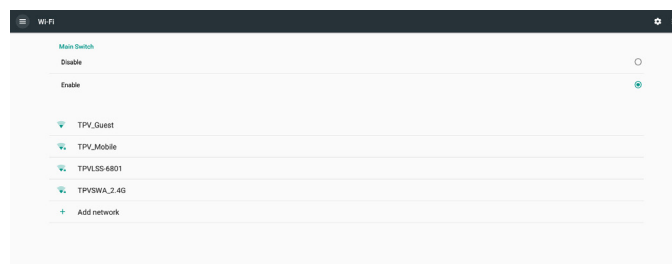 Wi-Fi
Main Switch
Disable
Enable
TPV_Guest
TPV_Mobile
TPVLSS-6801
TPVSWA_2.4G
Add network